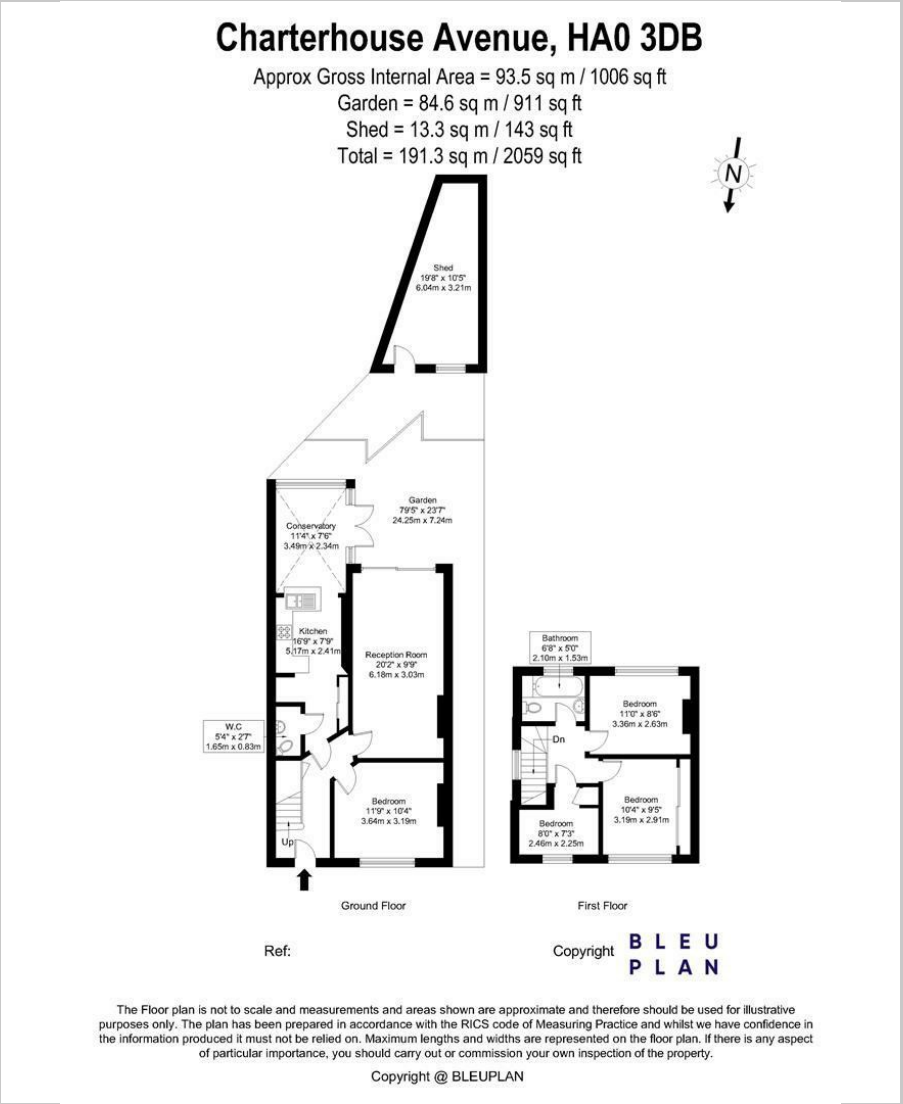 Charterhouse Avenue, HA0 3DB
Approx Gross Internal Area = 93.5 sq m / 1006 sq ft
Garden = 84.6 sq m / 911 sq ft
Shed = 13.3 sq m / 143 sq ft
Total = 191.3 sq m / 2059 sq ft
N
Shed
19'8" x 10'5"
6.04m x 3.21m
Garden
79'5" x 23'7"
24.25m x 7.24m
Conservatory
11'4" x 7'6"
3.49m x 2.34m
Kitchen
16'9" x 7'9"
5.17m x 2.41m
Reception Room
20'2" x 9'9"
6.18m x 3.03m
W.C
5'4" x 2'7"
1.65m x 0.83m
Bedroom
11'9" x 10'4"
3.64m x 3.19m
Up
Ground Floor
Bathroom
6'8" x 5'0"
2.10m x 1.53m
Bedroom
11'0" x 8'6"
3.36m x 2.63m
Dn
Bedroom
10'4" x 9'5"
3.19m x 2.91m
Bedroom
8'0" x 7'3"
2.46m x 2.25m
First Floor
Ref:
Copyright
BLEU
PLAN
The Floor plan is not to scale and measurements and areas shown are approximate and therefore should be used for illustrative
purposes only. The plan has been prepared in accordance with the RICS code of Measuring Practice and whilst we have confidence in
the information produced it must not be relied on. Maximum lengths and widths are represented on the floor plan. If there is any aspect
of particular importance, you should carry out or commission your own inspection of the property.
Copyright @ BLEUPLAN